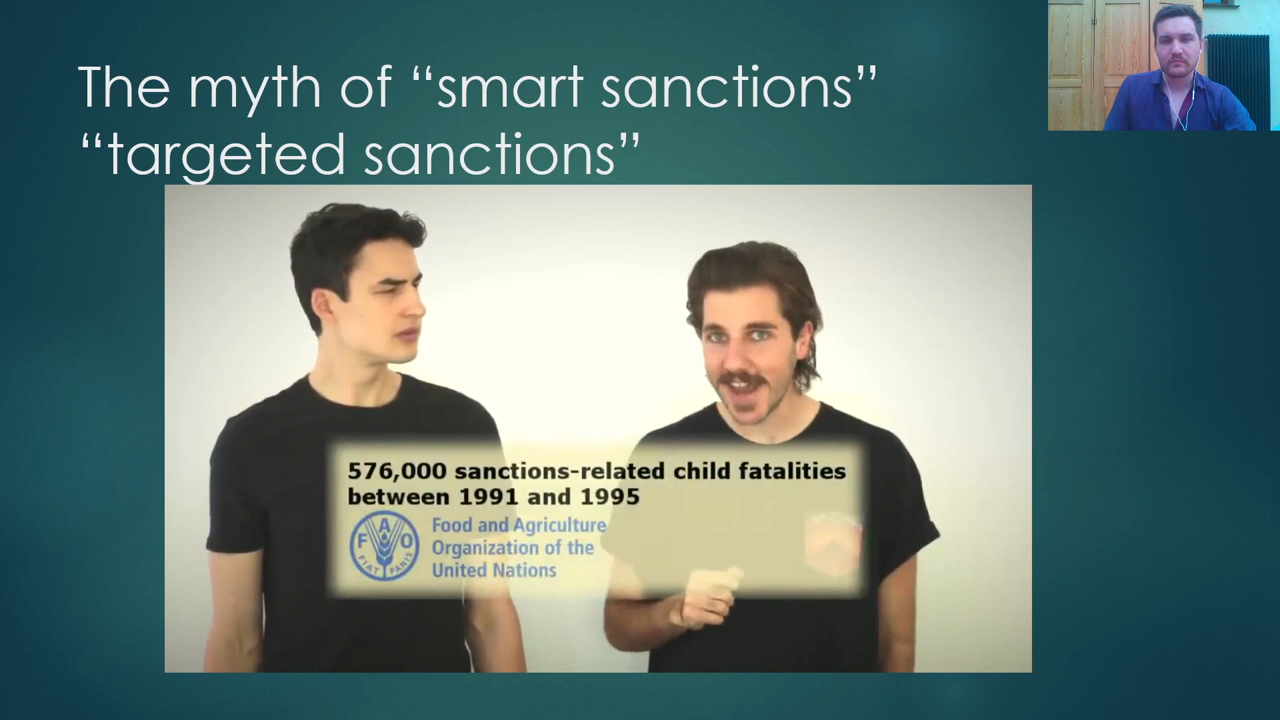 The myth of “smart sanctions”
“targeted sanctions”
576,000 sanctions-related child fatalities
between 1991 and 1995
F A O
FIAT PANIS
Food and Agriculture
Organization of the
United Nations